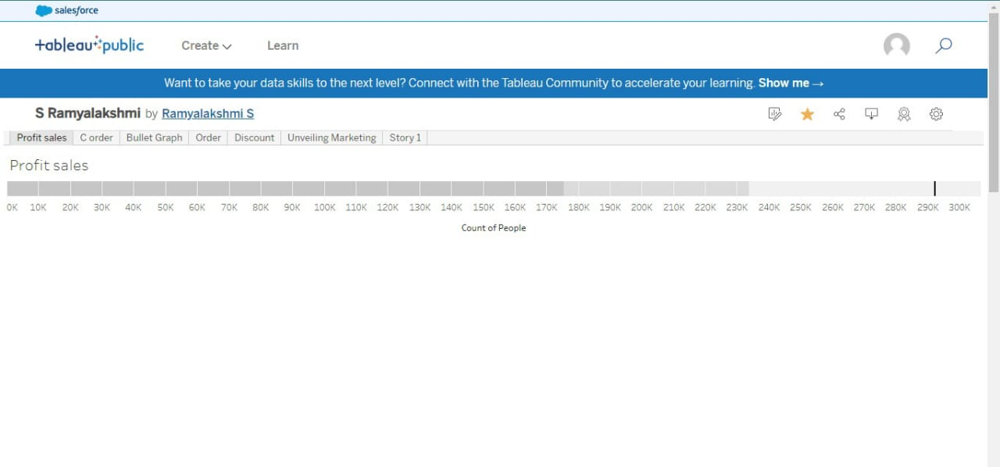 salesforce
+ableau public
Create Learn
Want to take your data skills to the next level? Connect with the Tableau Community to accelerate your learning. Show me →
S Ramyalakshmi by Ramyalakshmi S
Profit sales C order Bullet Graph Order Discount Unveiling Marketing Story 1
Profit sales
0K 10K 20K 30K 40K 50K 60K 70K 80K 90K 100K 110K 120K 130K 140K 150K 160K 170K 180K 190K 200K 210K 220K 230K 240K 250K 260K 270K 280K 290K 300K
Count of People